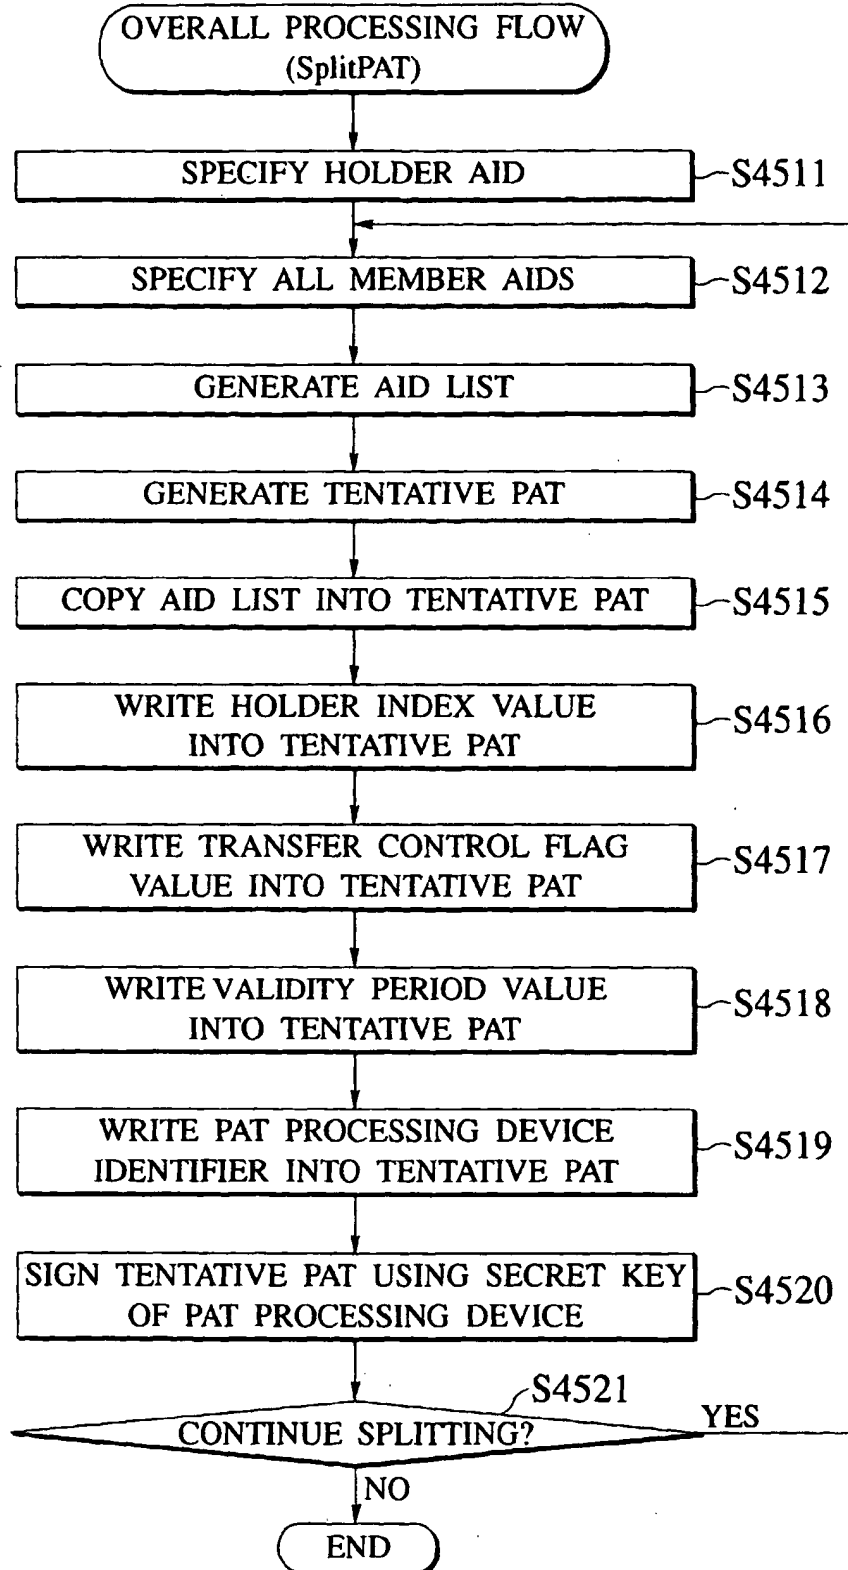 OVERALL PROCESSING FLOW
(SplitPAT)
SPECIFY HOLDER AID
S4511
SPECIFY ALL MEMBER AIDS
S4512
GENERATE AID LIST
S4513
GENERATE TENTATIVE PAT
S4514
COPY AID LIST INTO TENTATIVE PAT
S4515
WRITE HOLDER INDEX VALUE
INTO TENTATIVE PAT
S4516
WRITE TRANSFER CONTROL FLAG
VALUE INTO TENTATIVE PAT
S4517
WRITE VALIDITY PERIOD VALUE
INTO TENTATIVE PAT
S4518
WRITE PAT PROCESSING DEVICE
IDENTIFIER INTO TENTATIVE PAT
S4519
SIGN TENTATIVE PAT USING SECRET KEY
OF PAT PROCESSING DEVICE
S4520
S4521
CONTINUE SPLITTING?
YES
NO
END